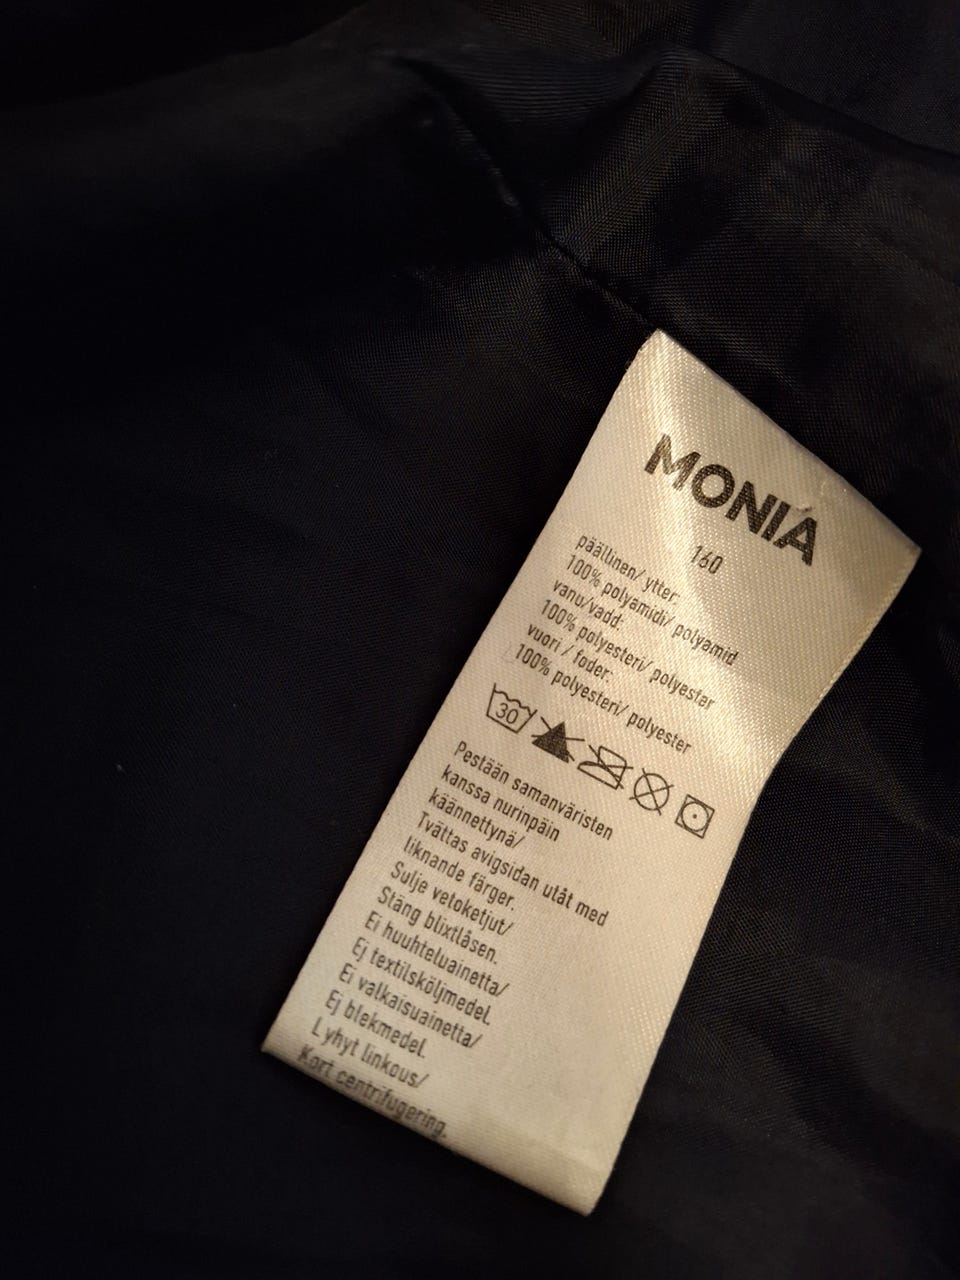 MONIA
160
päällinen/ ytter:
100% polyamidi/ polyamid
vanu/vadd:
100% polyesteri/ polyester
vuori / foder:
100% polyesteri/ polyester
30
Pestään samanväristen
kanssa nurinpäin
käännettynä/
Tvättas avigsidan utåt med
liknande färger.
Sulje vetoketjut/
Stäng blixtlåsen.
Ei huuhteluainetta/
Ej textilsköljmedel.
Ei valkaisuainetta/
Ej blekmedel.
Lyhyt linkous/
Kort centrifugering.